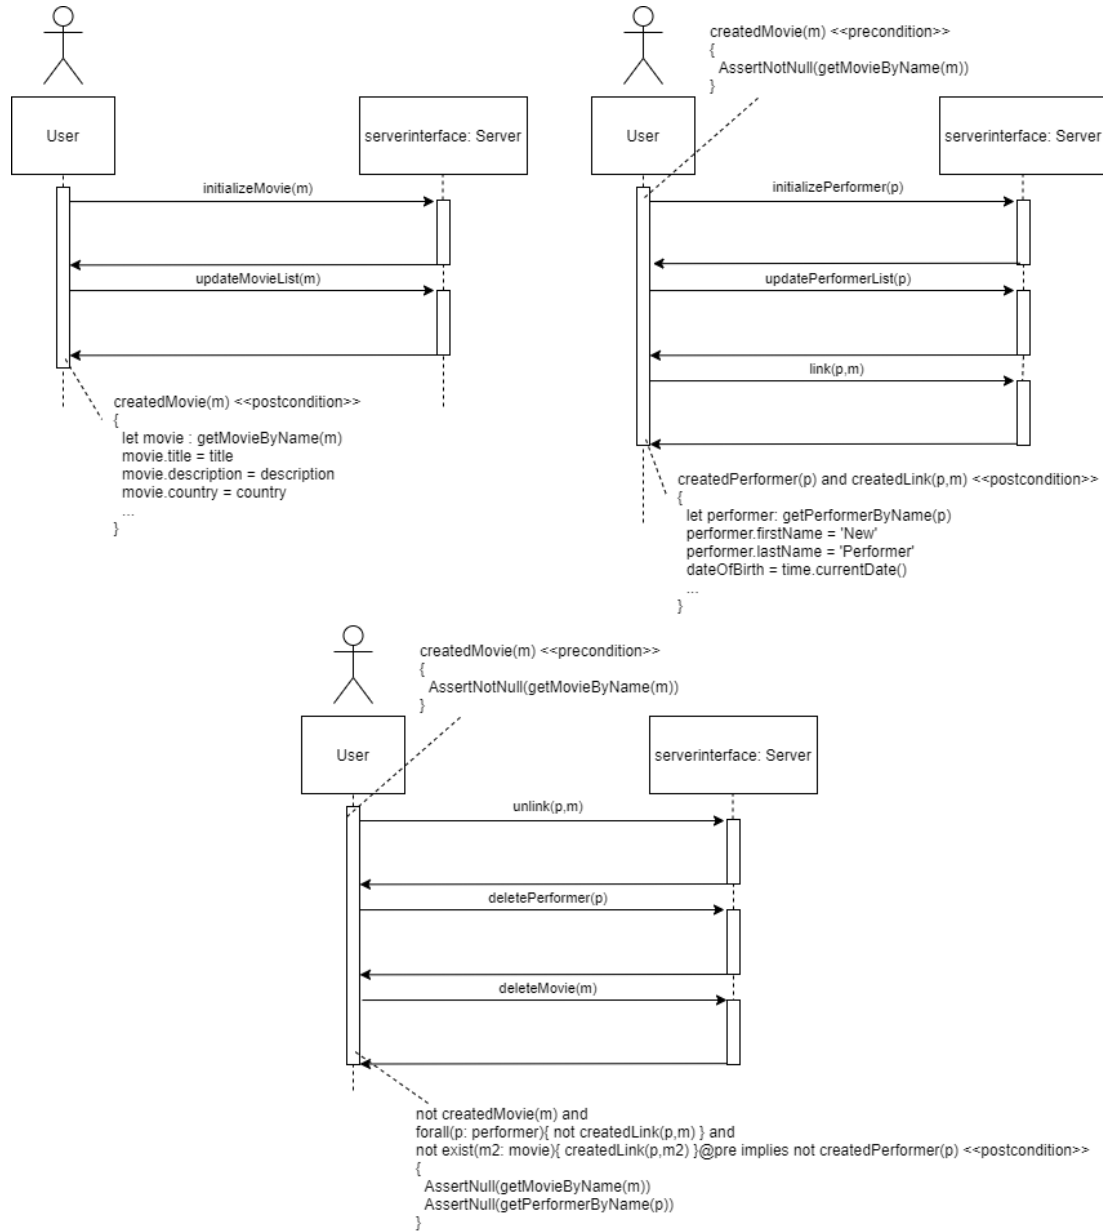 User
serverinterface: Server
initializeMovie(m)
updateMovieList(m)
createdMovie(m) <<postcondition>>
{
let movie : getMovieByName(m)
movie.title = title
movie.description = description
movie.country = country
...
}
createdMovie(m) <<precondition>>
{
AssertNotNull(getMovieByName(m))
}
User
serverinterface: Server
initializePerformer(p)
updatePerformerList(p)
link(p,m)
createdPerformer(p) and createdLink(p,m) <<postcondition>>
{
let performer: getPerformerByName(p)
performer.firstName = 'New'
performer.lastName = 'Performer'
dateOfBirth = time.currentDate()
...
}
createdMovie(m) <<precondition>>
{
AssertNotNull(getMovieByName(m))
}
User
serverinterface: Server
unlink(p,m)
deletePerformer(p)
deleteMovie(m)
not createdMovie(m) and
forall(p: performer){ not createdLink(p,m) } and
not exist(m2: movie){ createdLink(p,m2) }@pre implies not createdPerformer(p) <<postcondition>>
{
AssertNull(getMovieByName(m))
AssertNull(getPerformerByName(p))
}